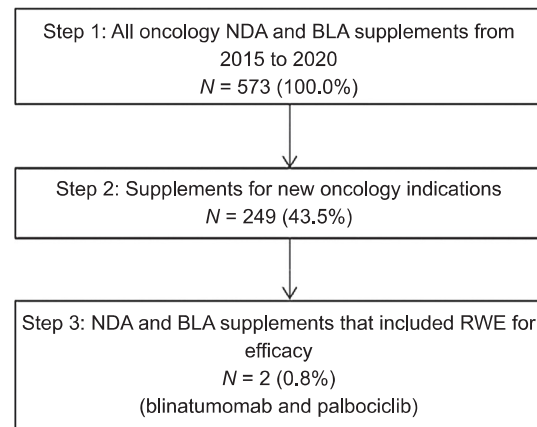 Step 1: All oncology NDA and BLA supplements from
2015 to 2020
N = 573 (100.0%)
Step 2: Supplements for new oncology indications
N = 249 (43.5%)
Step 3: NDA and BLA supplements that included RWE for
efficacy
N = 2 (0.8%)
(blinatumomab and palbociclib)